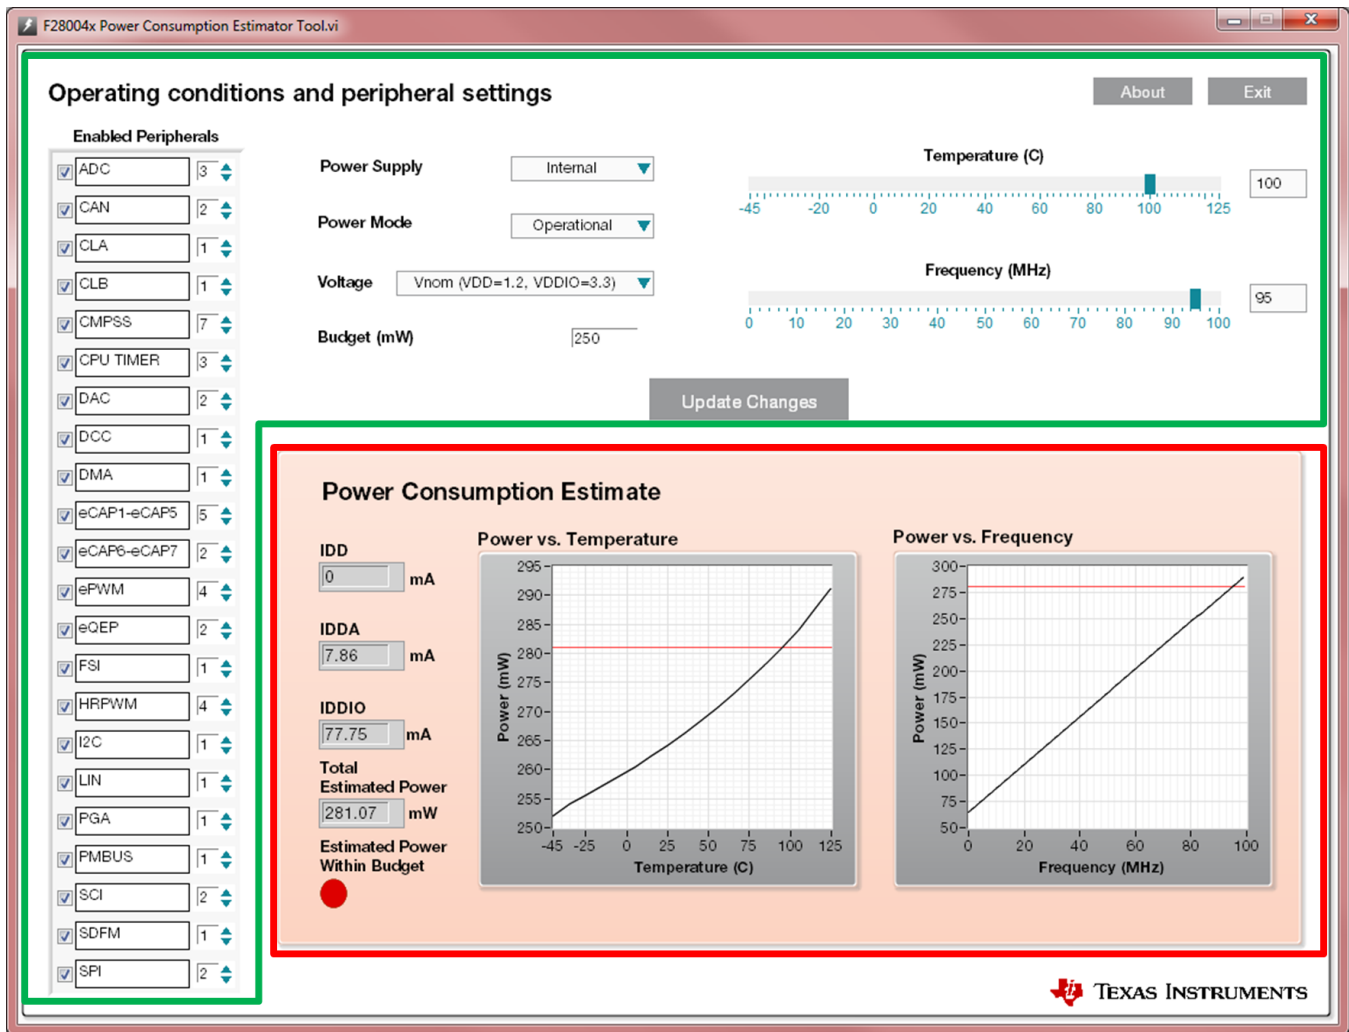 F28004x Power Consumption Estimator Tool.vi
Operating conditions and peripheral settings
About
Exit
Enabled Peripherals
ADC 3
CAN 2
CLA 1
CLB 1
CMPSS 7
CPU TIMER 3
DAC 2
DCC 1
DMA 1
eCAP1-eCAP5 5
eCAP6-eCAP7 2
ePWM 4
eQEP 2
FSI 1
HRPWM 4
I2C 1
LIN 1
PGA 1
PMBUS 1
SCI 2
SDFM 1
SPI 2
Power Supply Internal
Power Mode Operational
Voltage Vnom (VDD=1.2, VDDIO=3.3)
Budget (mW) 250
Temperature (C)
100
-45 -20 0 20 40 60 80 100 125
Frequency (MHz)
95
0 10 20 30 40 50 60 70 80 90 100
Update Changes
Power Consumption Estimate
IDD
0 mA
IDDA
7.86 mA
IDDIO
77.75 mA
Total
Estimated Power
281.07 mW
Estimated Power
Within Budget
Power vs. Temperature
Power (mW)
295
290
285
280
275
270
265
260
255
250
-45 -25 0 25 50 75 100 125
Temperature (C)
Power vs. Frequency
Power (mW)
300
275
250
225
200
175
150
125
100
75
50
0 20 40 60 80 100
Frequency (MHz)
TEXAS INSTRUMENTS